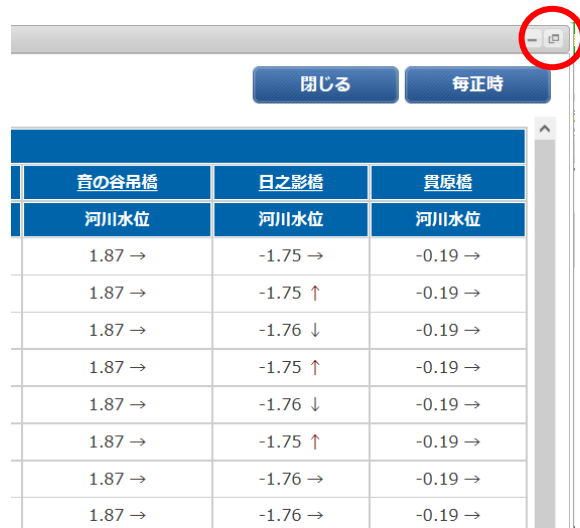 閉じる 毎正時
音の谷吊橋 日之影橋 貫原橋
河川水位 河川水位 河川水位
1.87 → -1.75 → -0.19 →
1.87 → -1.75 ↑ -0.19 →
1.87 → -1.76 ↓ -0.19 →
1.87 → -1.75 ↑ -0.19 →
1.87 → -1.76 ↓ -0.19 →
1.87 → -1.75 ↑ -0.19 →
1.87 → -1.76 → -0.19 →
1.87 → -1.76 → -0.19 →